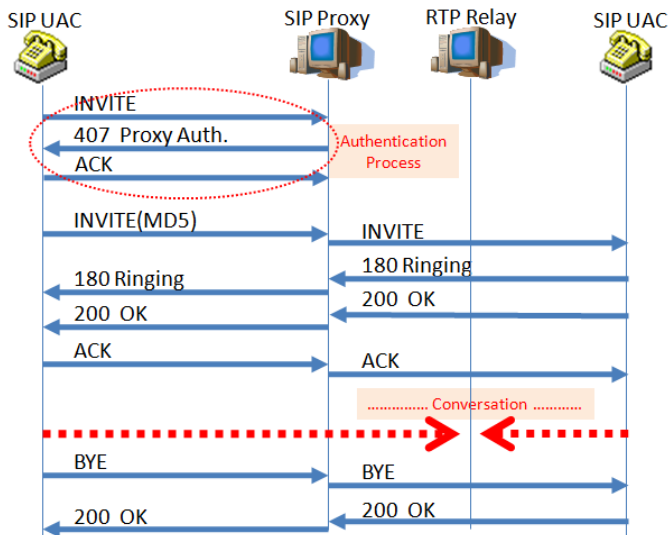 SIP UAC
SIP Proxy
RTP Relay
SIP UAC
INVITE
407 Proxy Auth.
Authentication
Process
ACK
INVITE(MD5)
INVITE
180 Ringing
180 Ringing
200 OK
200 OK
ACK
ACK
............... Conversation ............
BYE
BYE
200 OK
200 OK